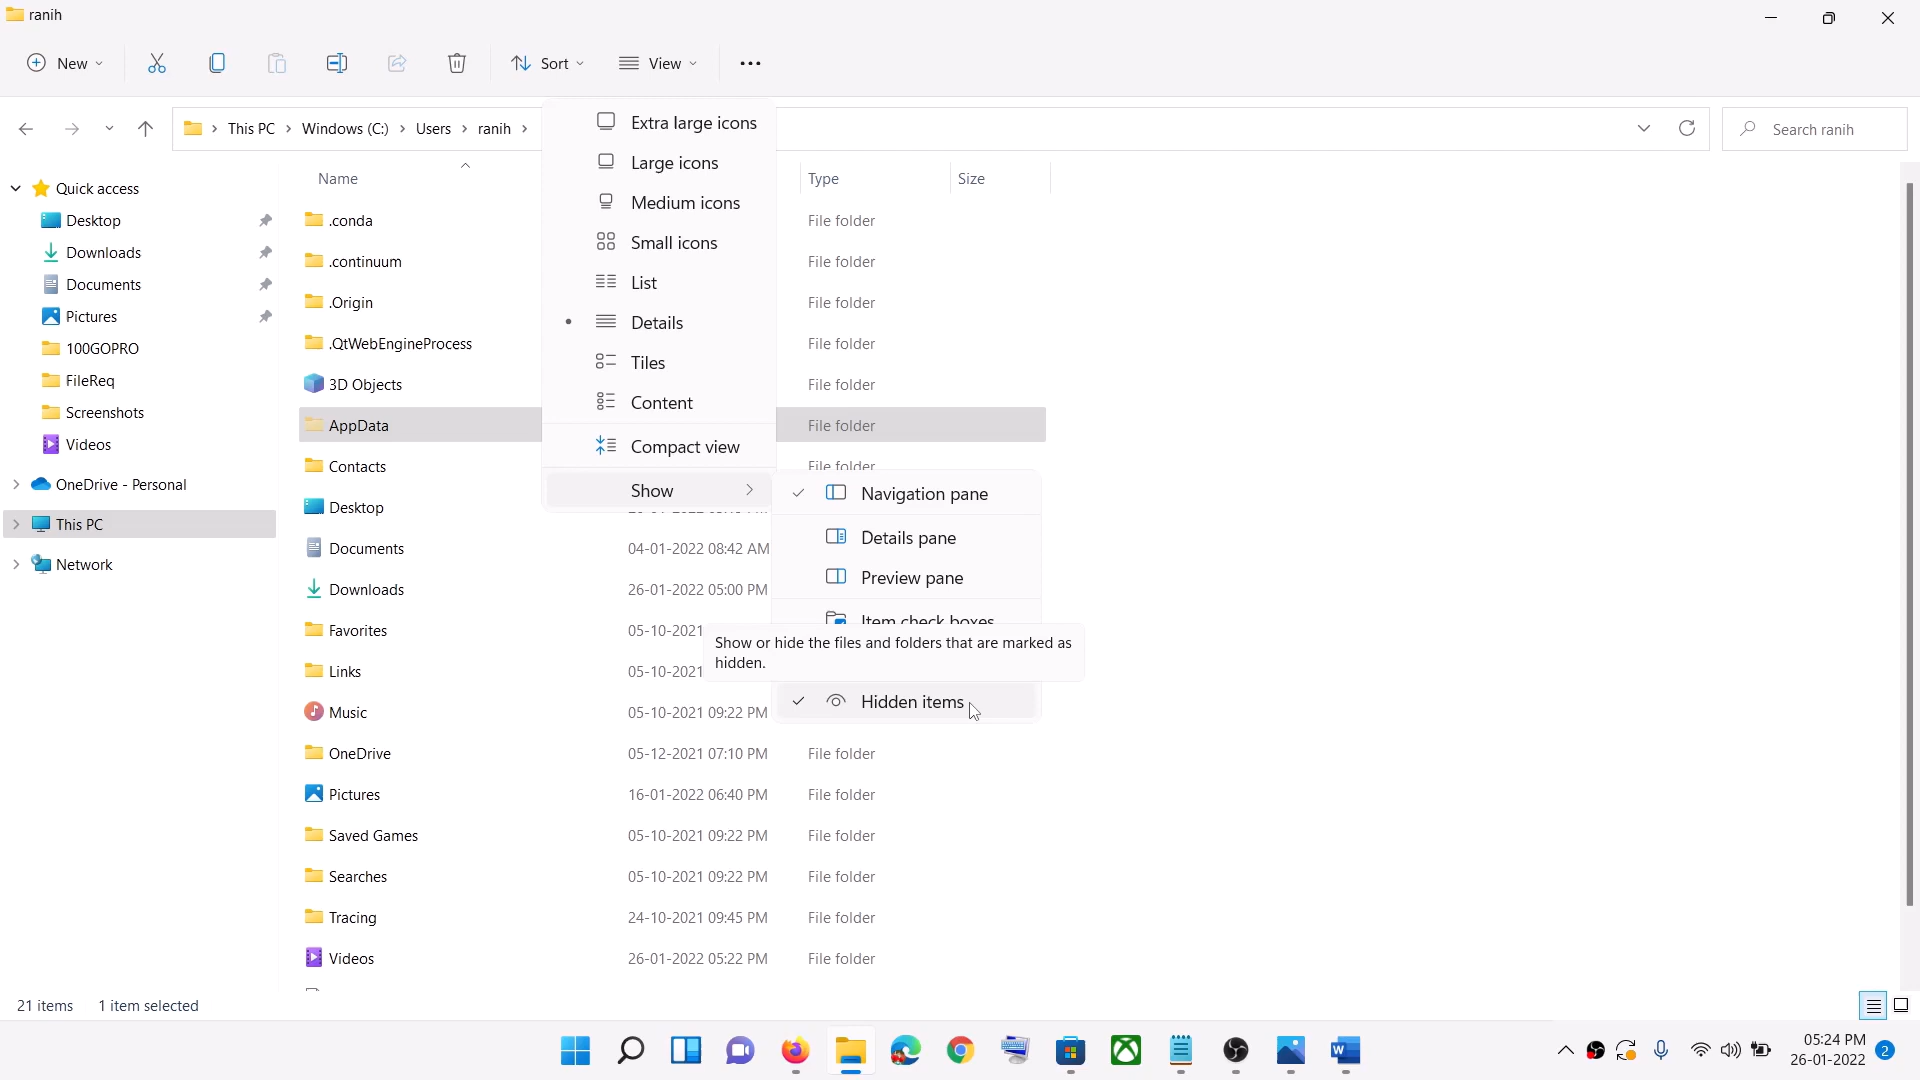 ranih
New
Sort
View
This PC
Windows (C:)
Users
ranih
Search ranih
Quick access
Desktop
Downloads
Documents
Pictures
100GOPRO
FileReq
Screenshots
Videos
OneDrive - Personal
This PC
Network
Name Type Size
.conda File folder
.continuum File folder
.Origin File folder
.QtWebEngineProcess File folder
3D Objects File folder
AppData File folder
Contacts File folder
Desktop
Documents 04-01-2022 08:42 AM
Downloads 26-01-2022 05:00 PM
Favorites 05-10-2021
Links 05-10-2021
Music 05-10-2021 09:22 PM
OneDrive 05-12-2021 07:10 PM File folder
Pictures 16-01-2022 06:40 PM File folder
Saved Games 05-10-2021 09:22 PM File folder
Searches 05-10-2021 09:22 PM File folder
Tracing 24-10-2021 09:45 PM File folder
Videos 26-01-2022 05:22 PM File folder
Extra large icons
Large icons
Medium icons
Small icons
List
Details
Tiles
Content
Compact view
Show
Navigation pane
Details pane
Preview pane
Item check boxes
Show or hide the files and folders that are marked as
hidden.
Hidden items
21 items 1 item selected
05:24 PM
26-01-2022
2